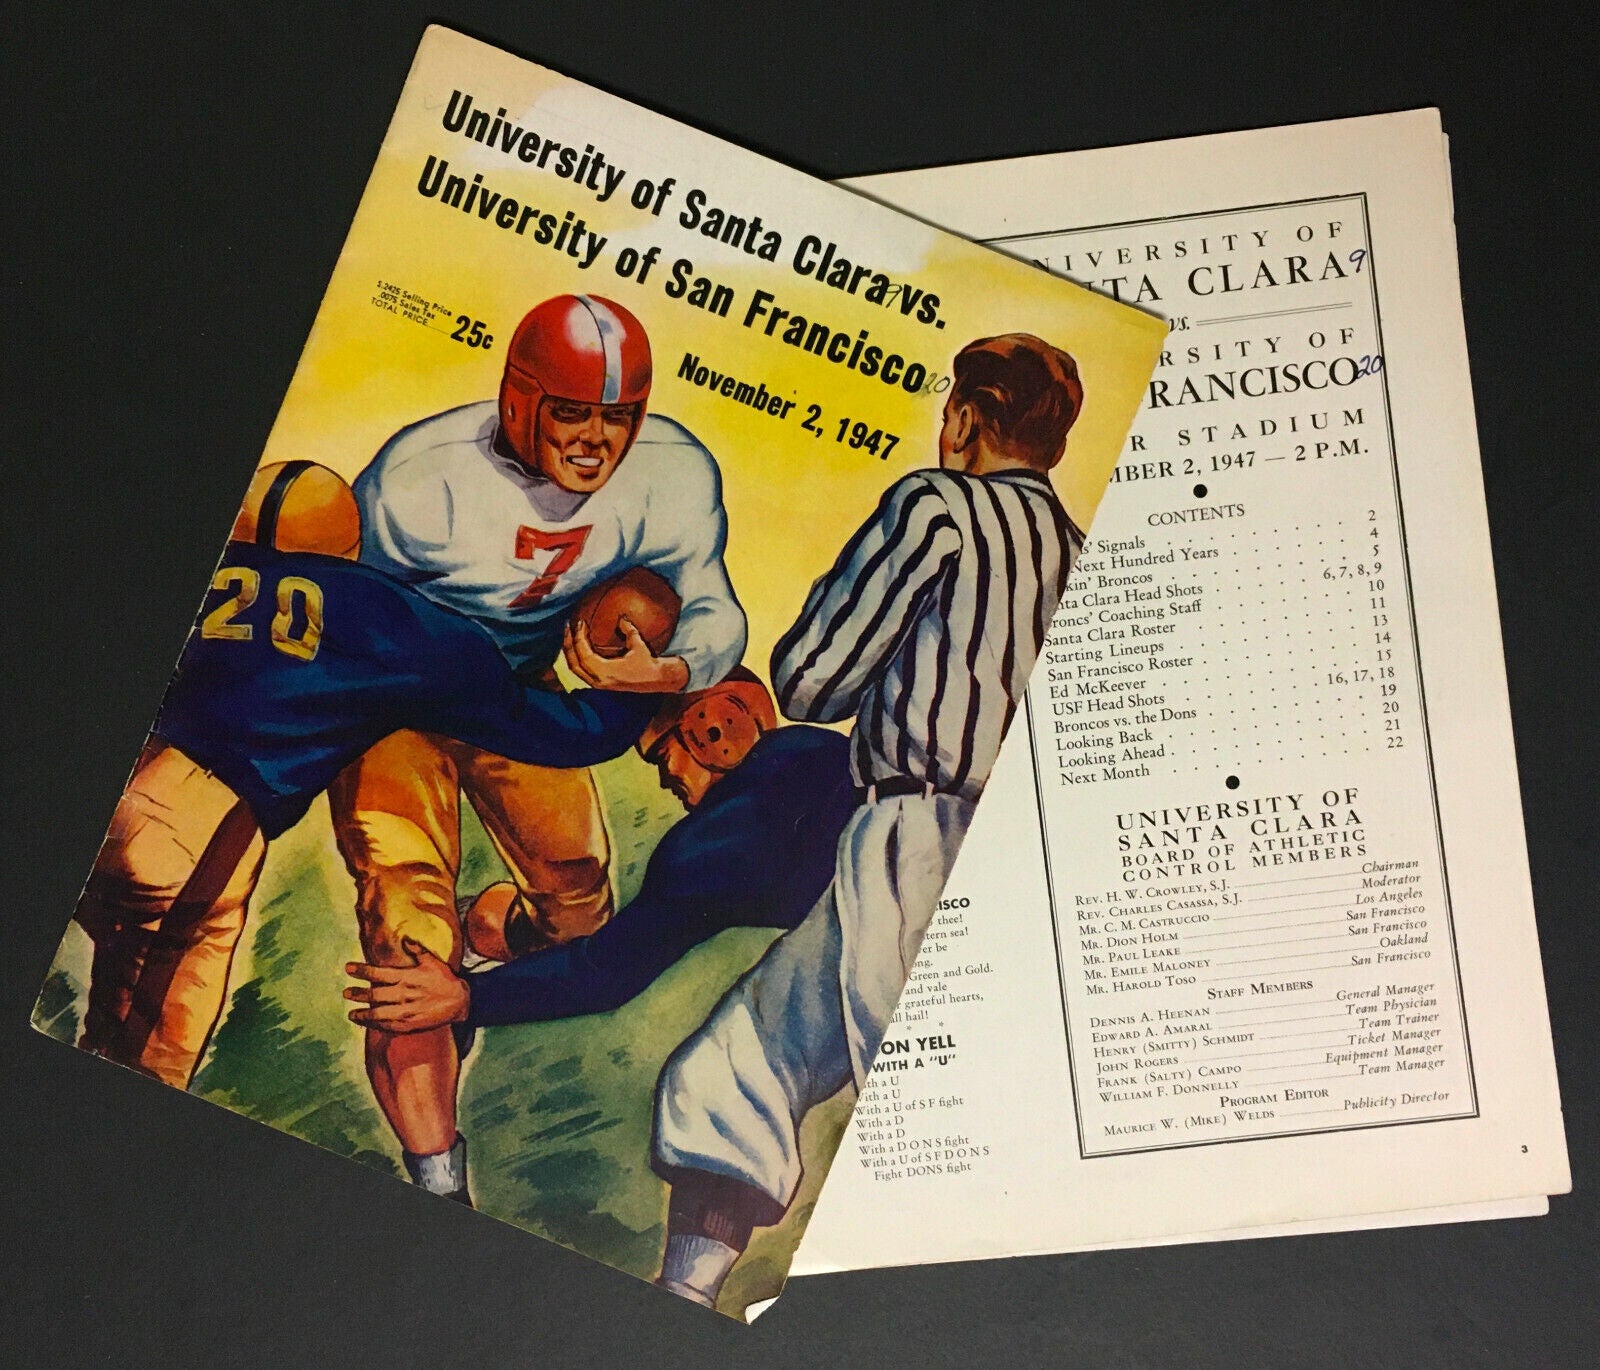 University of Santa Clara 9 vs.
University of San Francisco 20
$.2425 Selling Price
.0075 Sales Tax
TOTAL PRICE 25c
November 2, 1947
7
20
UNIVERSITY OF
SANTA CLARA 9
vs.
RSITY OF
FRANCISCO 20
R STADIUM
MBER 2, 1947 — 2 P.M.
CONTENTS
Signals . . . . . . 2
Next Hundred Years . . . . . . 4
kin' Broncos . . . . . . 5
nta Clara Head Shots . . . . . . 6, 7, 8, 9
roncs' Coaching Staff . . . . . . 10
Santa Clara Roster . . . . . . 11
Starting Lineups . . . . . . 13
San Francisco Roster . . . . . . 14
Ed McKeever . . . . . . 15
USF Head Shots . . . . . . 16, 17, 18
Broncos vs. the Dons . . . . . . 19
Looking Back . . . . . . 20
Looking Ahead . . . . . . 21
Next Month . . . . . . 22
UNIVERSITY OF
SANTA CLARA
BOARD OF ATHLETIC
CONTROL MEMBERS
REV. H. W. CROWLEY, S.J. Chairman
REV. CHARLES CASASSA, S.J. Moderator
MR. C. M. CASTRUCCIO Los Angeles
MR. DION HOLM San Francisco
MR. PAUL LEAKE San Francisco
MR. EMILE MALONEY Oakland
MR. HAROLD TOSO San Francisco
STAFF MEMBERS
DENNIS A. HEENAN General Manager
EDWARD A. AMARAL Team Physician
HENRY (SMITTY) SCHMIDT Team Trainer
JOHN ROGERS Ticket Manager
FRANK (SALTY) CAMPO Equipment Manager
WILLIAM F. DONNELLY Team Manager
PROGRAM EDITOR
MAURICE W. (MIKE) WELDS Publicity Director
3
ISCO
thee!
tern sea!
er be
ong.
Green and Gold.
and vale
grateful hearts,
all hail!
* *
ON YELL
WITH A "U"
ith a U
With a U
With a U of S F fight
With a D
With a D
With a D O N S fight
With a U of S F D O N S
Fight DONS fight